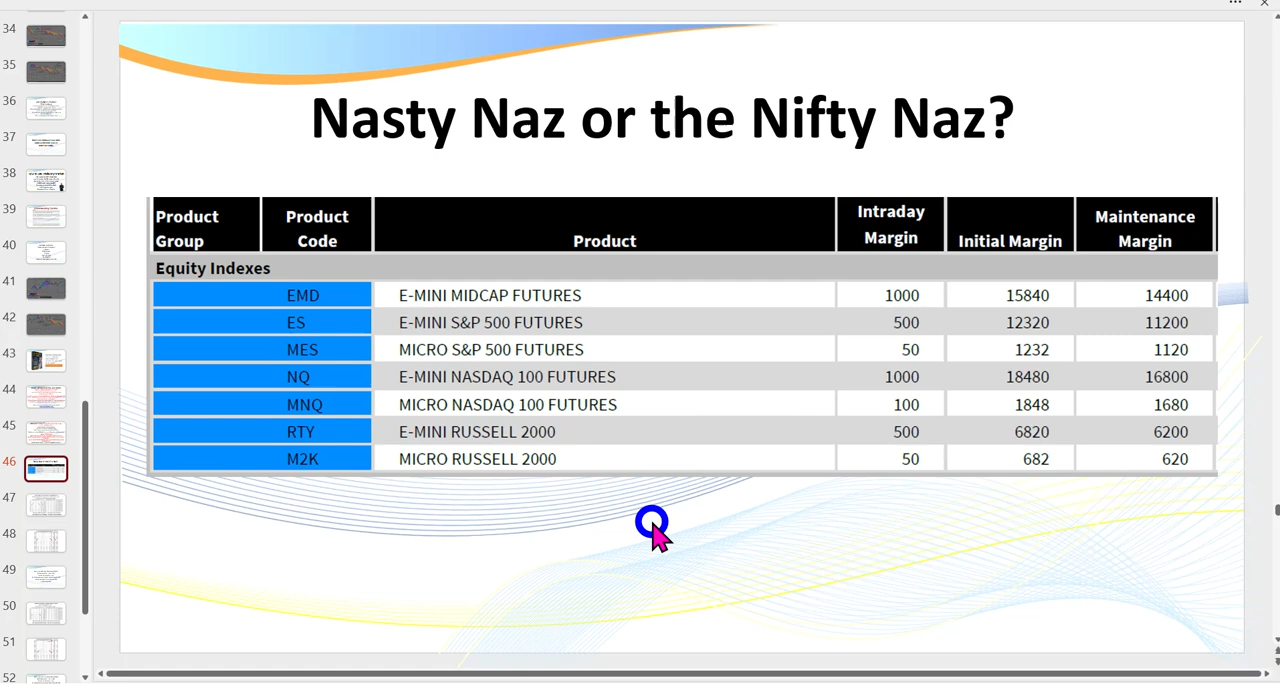 34
35
36
37
38
39
40
41
42
43
44
45
46
47
48
49
50
51
52
Nasty Naz or the Nifty Naz?
Product Group Product Code Product Intraday Margin Initial Margin Maintenance Margin
Equity Indexes
EMD E-MINI MIDCAP FUTURES 1000 15840 14400
ES E-MINI S&P 500 FUTURES 500 12320 11200
MES MICRO S&P 500 FUTURES 50 1232 1120
NQ E-MINI NASDAQ 100 FUTURES 1000 18480 16800
MNQ MICRO NASDAQ 100 FUTURES 100 1848 1680
RTY E-MINI RUSSELL 2000 500 6820 6200
M2K MICRO RUSSELL 2000 50 682 620